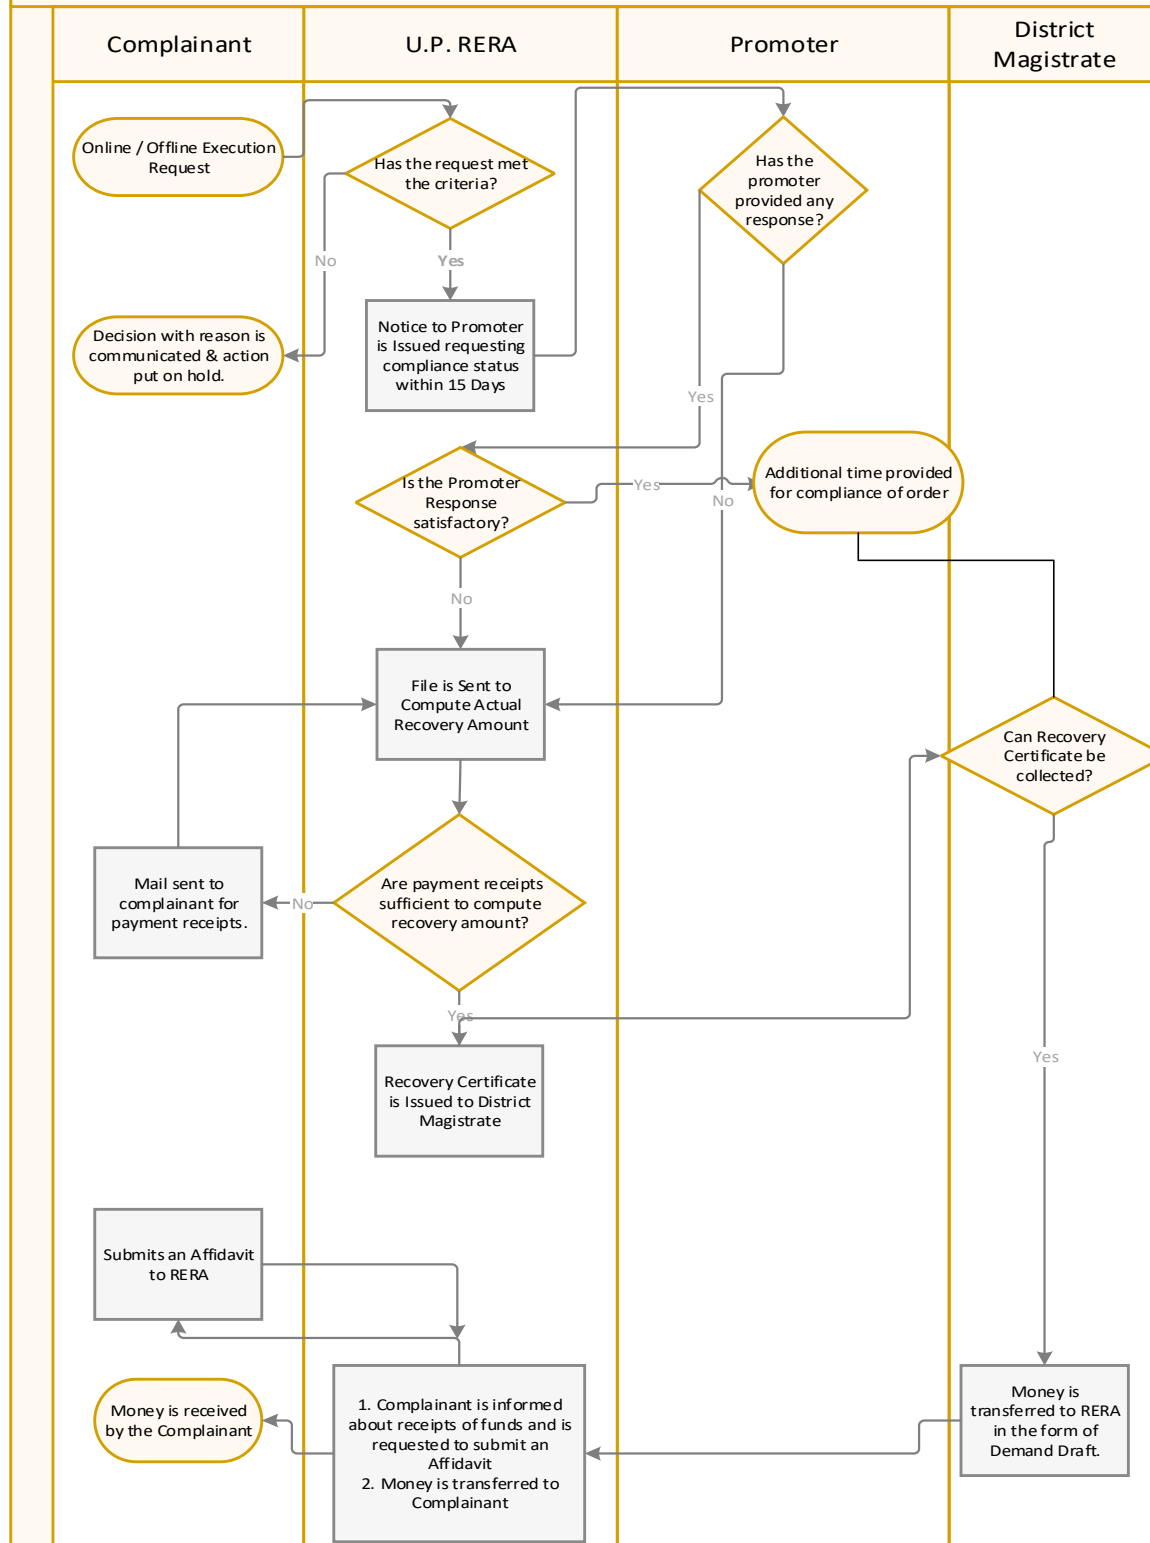 Complainant
U.P. RERA
Promoter
District
Magistrate
Online / Offline Execution
Request
Has the request met
the criteria?
Has the
promoter
provided any
response?
No
Yes
Decision with reason is
communicated & action
put on hold.
Notice to Promoter
is Issued requesting
compliance status
within 15 Days
Yes
Is the Promoter
Response
satisfactory?
Yes
No
Additional time provided
for compliance of order
No
File is Sent to
Compute Actual
Recovery Amount
Can Recovery
Certificate be
collected?
Mail sent to
complainant for
payment receipts.
No
Are payment receipts
sufficient to compute
recovery amount?
Yes
Yes
Recovery Certificate
is Issued to District
Magistrate
Submits an Affidavit
to RERA
Money is received
by the Complainant
1. Complainant is informed
about receipts of funds and is
requested to submit an
Affidavit
2. Money is transferred to
Complainant
Money is
transferred to RERA
in the form of
Demand Draft.